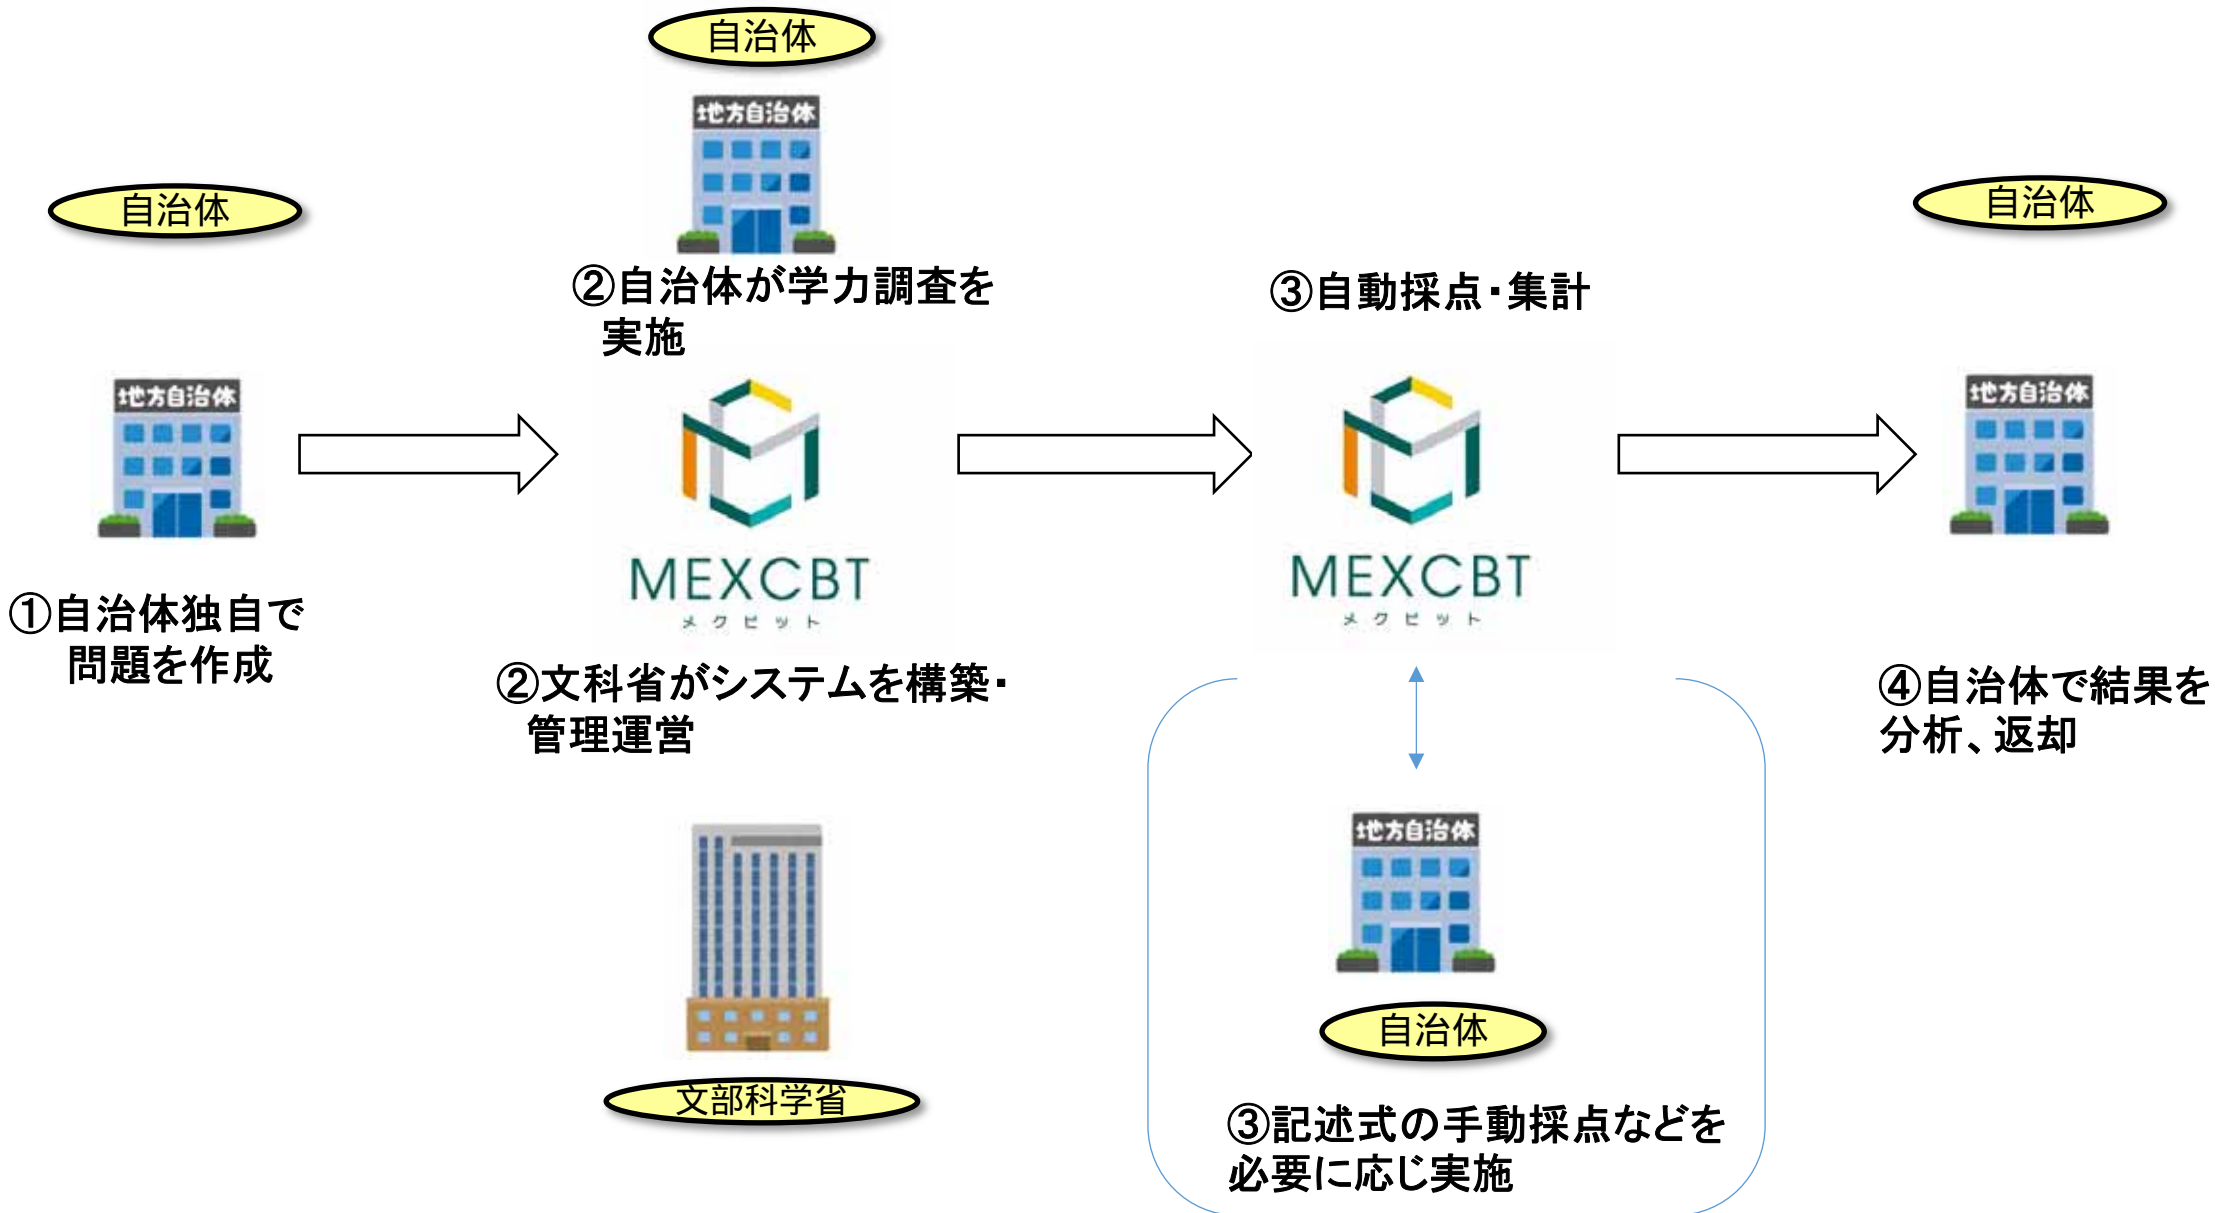 自治体
地方自治体
②自治体が学力調査を
実施
自治体
地方自治体
①自治体独自で
問題を作成
MEXCBT
メクビット
②文科省がシステムを構築・
管理運営
文部科学省
③自動採点・集計
MEXCBT
メクビット
地方自治体
自治体
③記述式の手動採点などを
必要に応じ実施
自治体
地方自治体
④自治体で結果を
分析、返却